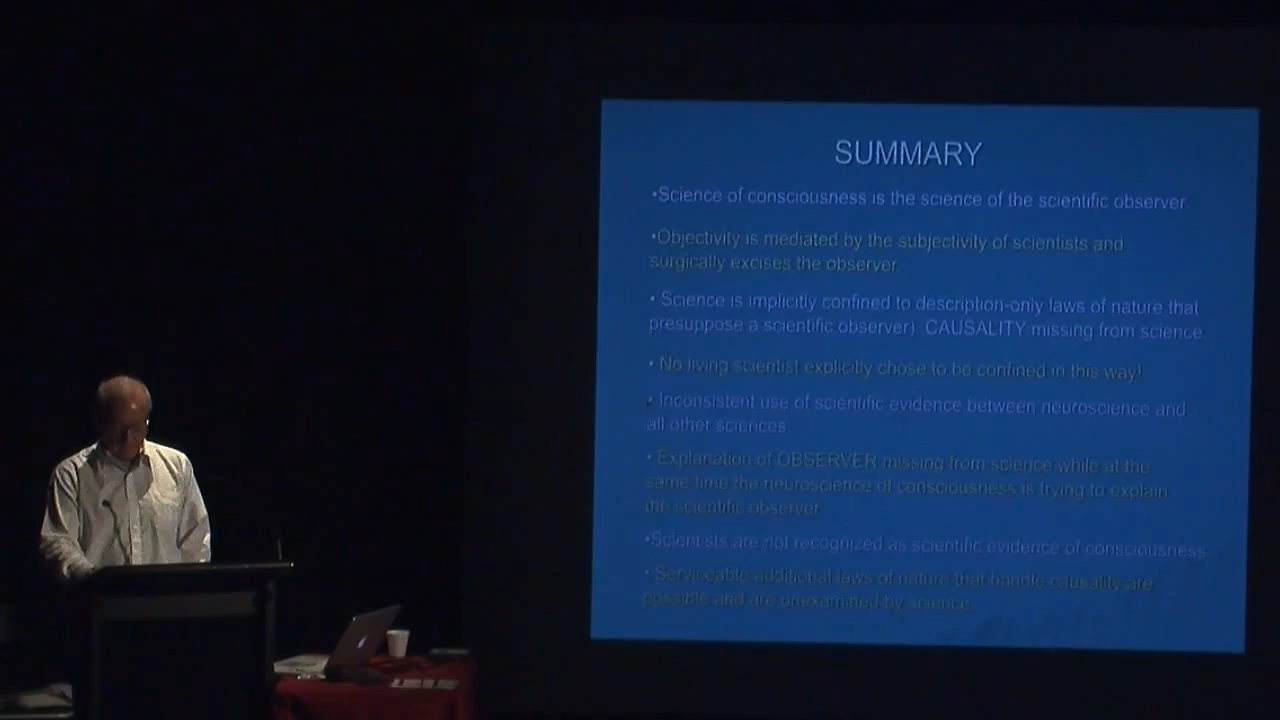 SUMMARY
•Science of consciousness is the science of the scientific observer
•Objectivity is mediated by the subjectivity of scientists and
surgically excises the observer.
• Science is implicitly confined to description-only laws of nature that
presuppose a scientific observer). CAUSALITY missing from science.
• No living scientist explicitly chose to be confined in this way!
• Inconsistent use of scientific evidence between neuroscience and
all other sciences
• Explanation of OBSERVER missing from science while at the
same time the neuroscience of consciousness is trying to explain
the scientific observer.
•Scientists are not recognized as scientific evidence of consciousness.
• Serviceable additional laws of nature that handle causality are
possible and are unexamined by science.